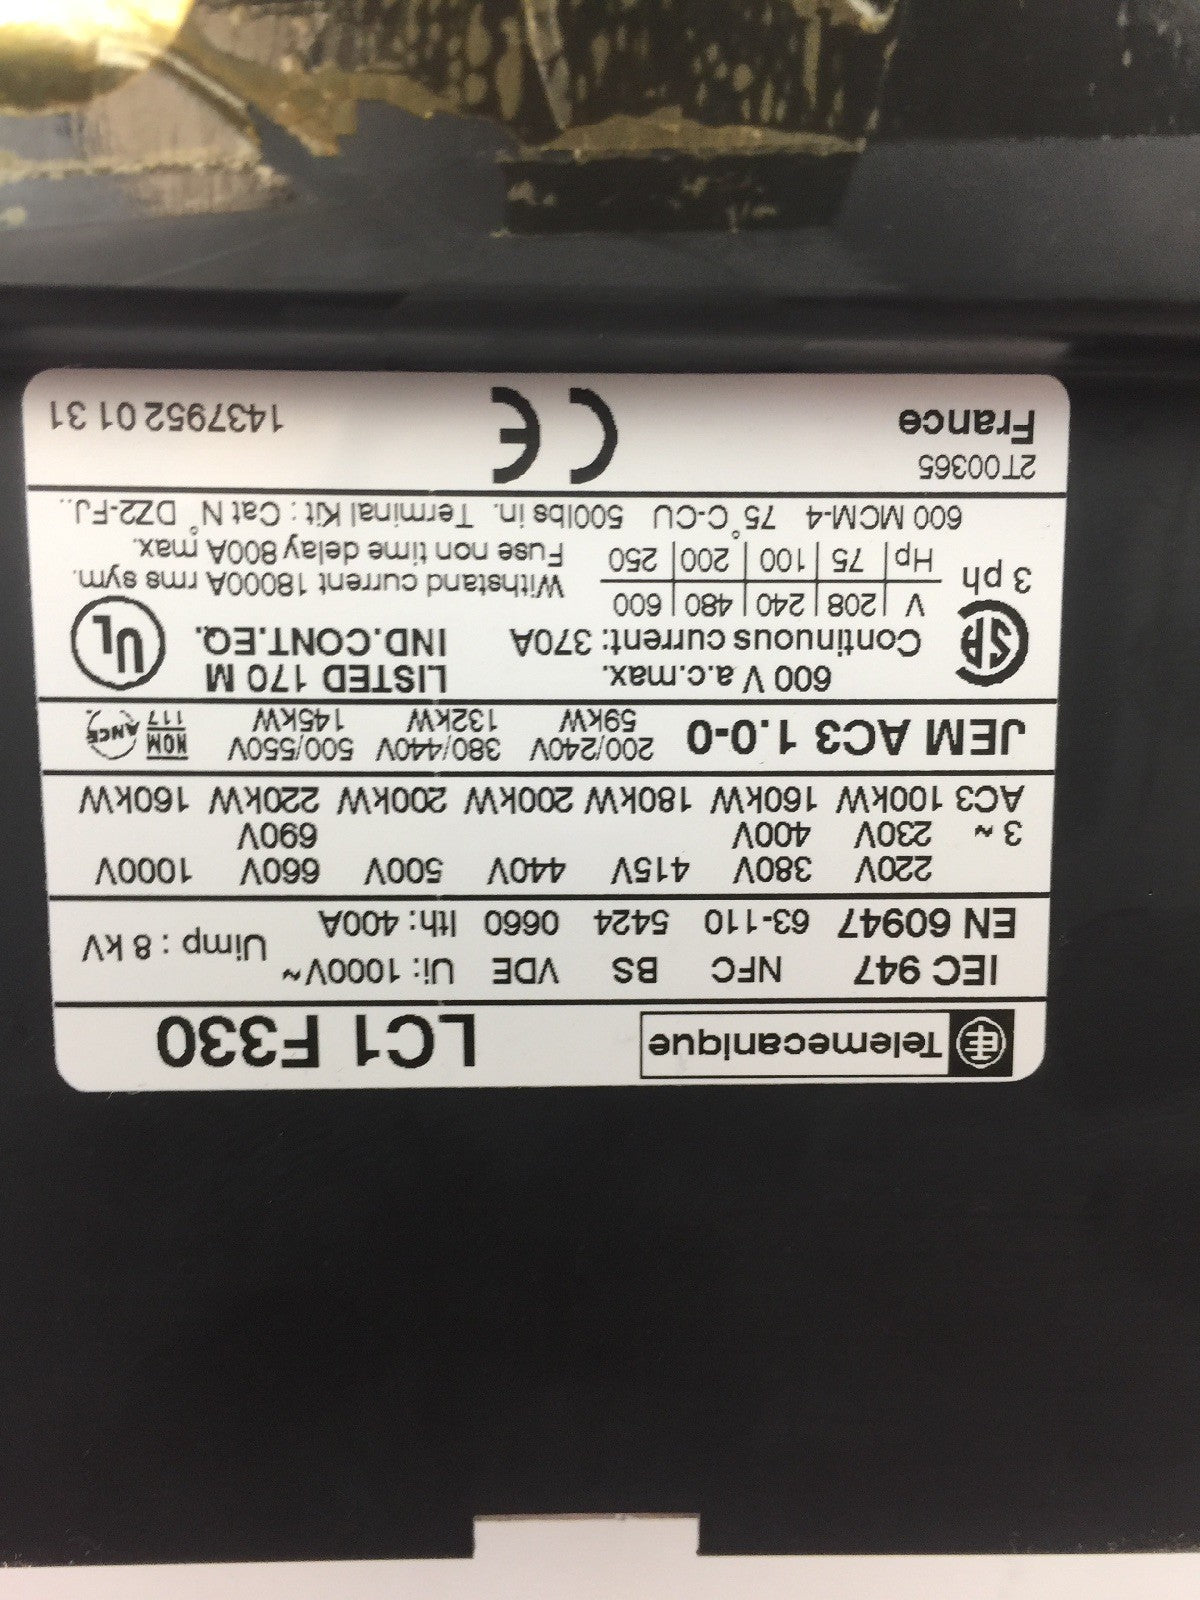 Telemecanique LC1 F330
IEC 947 NFC BS VDE Ui: 1000V~
EN 60947 63-110 5424 0660 Ith: 400A Uimp : 8 kV
220V 380V 415V 440V 500V 660V 1000V
3 ~ 230V 400V 690V
AC3 100kW 160kW 180kW 200kW 200kW 220kW 160kW
JEM AC3 1.0-0 200/240V 380/440V 500/550V NOM ANCE
59kW 132kW 145kW 117
600 V a.c.max. LISTED 170 M
SA Continuous current: 370A IND.CONT.EQ. UL
3 ph V 208 240 480 600 Withstand current 18000A rms sym.
Hp 75 100 200 250 Fuse non time delay 800A max.
600 MCM-4 75°C-CU 500lbs in. Terminal Kit : Cat N° DZ2-FJ..
2T00365
France CE 1437952 01 31